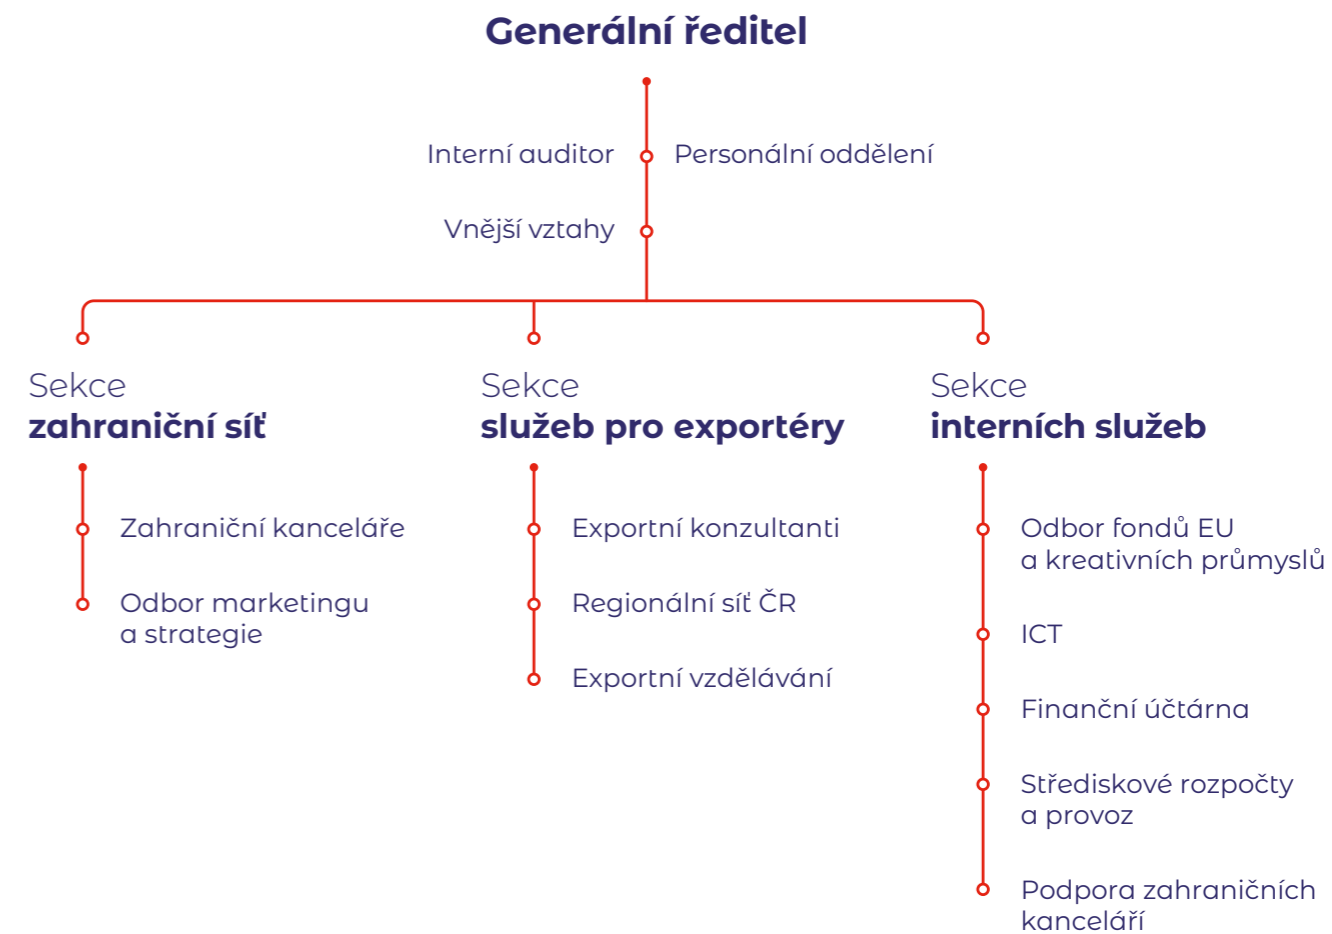 Generální ředitel
Interní auditor
Personální oddělení
Vnější vztahy
Sekce
zahraniční síť
Zahraniční kanceláře
Odbor marketingu
a strategie
Sekce
služeb pro exportéry
Exportní konzultanti
Regionální síť ČR
Exportní vzdělávání
Sekce
interních služeb
Odbor fondů EU
a kreativních průmyslů
ICT
Finanční účtárna
Střediskové rozpočty
a provoz
Podpora zahraničních
kanceláří